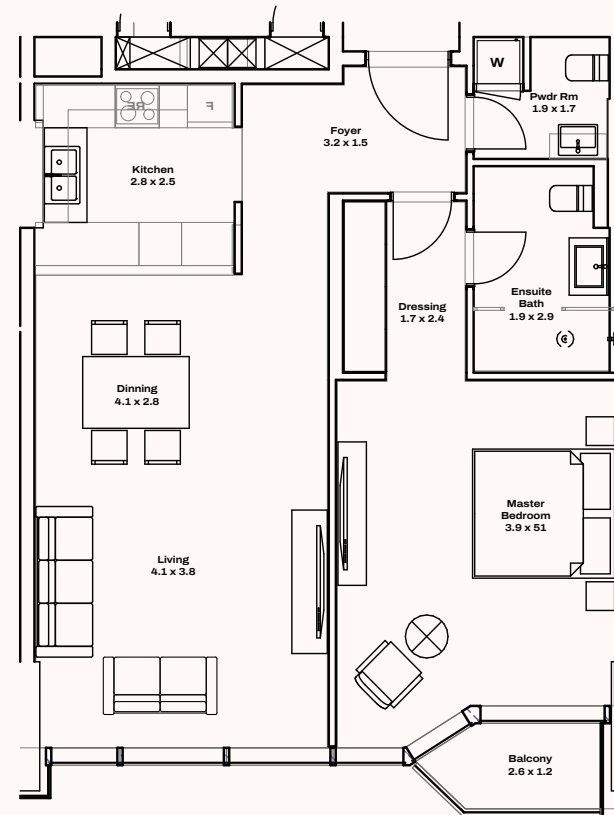 W
Pwdr Rm
1.9 x 1.7
RE
F
Foyer
3.2 x 1.5
Kitchen
2.8 x 2.5
Ensuite
Bath
1.9 x 2.9
Dressing
1.7 x 2.4
Dinning
4.1 x 2.8
Master
Bedroom
3.9 x 51
Living
4.1 x 3.8
Balcony
2.6 x 1.2